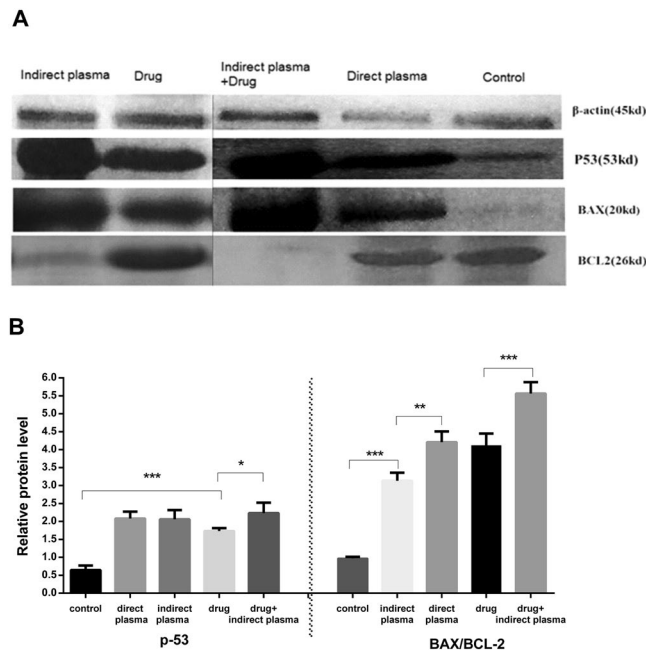 A
Indirect plasma
Drug
Indirect plasma
+Drug
Direct plasma
Control
β-actin(45kd)
P53(53kd)
BAX(20kd)
BCL2(26kd)
B
Relative protein level
6.0
5.5
5.0
4.5
4.0
3.5
3.0
2.5
2.0
1.5
1.0
0.5
0.0
***
*
***
**
***
control
direct
plasma
indirect
plasma
drug
drug+
indirect plasma
control
indirect
plasma
direct
plasma
drug
drug+
indirect plasma
p-53
BAX/BCL-2